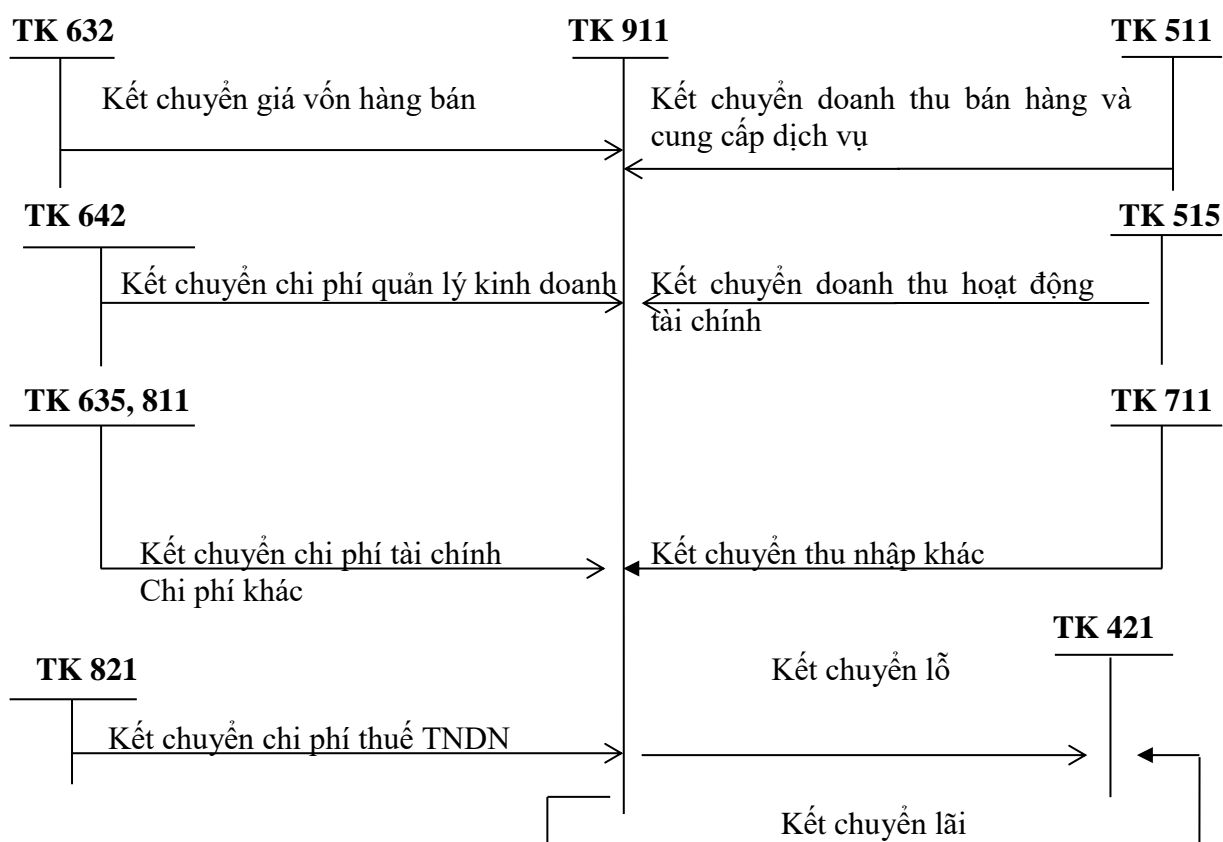 TK 632 TK 911 TK 511
Kết chuyển giá vốn hàng bán
Kết chuyển doanh thu bán hàng và
cung cấp dịch vụ
TK 642 TK 515
Kết chuyển chi phí quản lý kinh doanh
Kết chuyển doanh thu hoạt động
tài chính
TK 635, 811 TK 711
Kết chuyển chi phí tài chính
Chi phí khác
Kết chuyển thu nhập khác
TK 421
TK 821
Kết chuyển lỗ
Kết chuyển chi phí thuế TNDN
Kết chuyển lãi